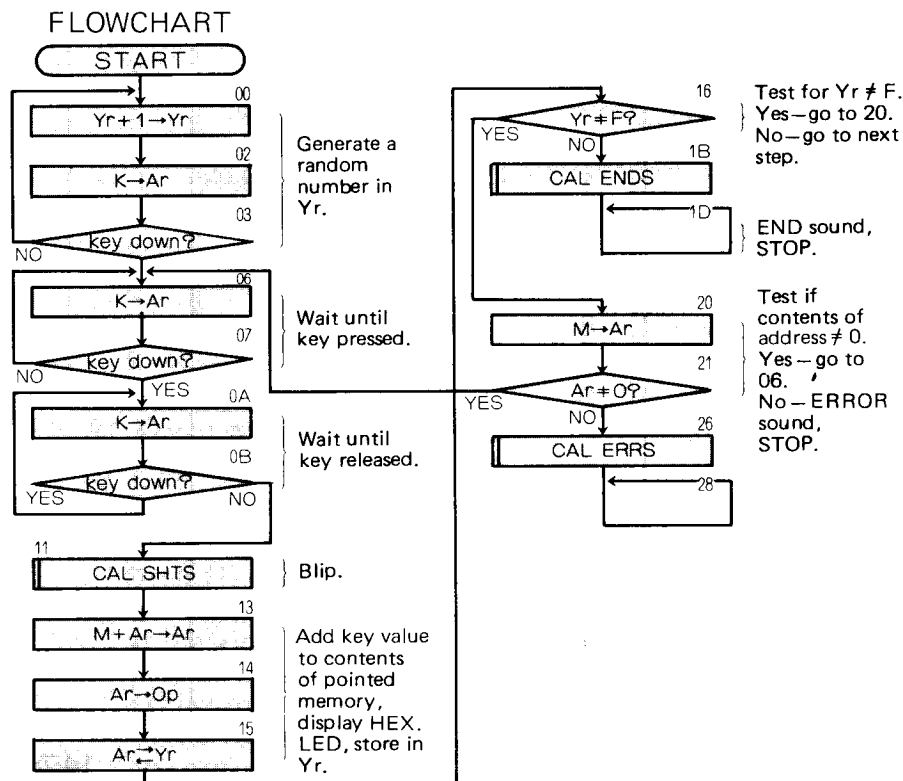 FLOWCHART
START
00
Yr+1→Yr
02
K→Ar
03
key down?
NO
Generate a
random
number in
Yr.
06
K→Ar
07
key down?
NO
YES
Wait until
key pressed.
0A
K→Ar
0B
key down?
YES
NO
Wait until
key released.
11
CAL SHTS
Blip.
13
M+Ar→Ar
14
Ar→Op
15
Ar⇄Yr
Add key value
to contents
of pointed
memory,
display HEX.
LED, store in
Yr.
16
Yr≠F?
YES
NO
Test for Yr ≠ F.
Yes—go to 20.
No—go to next
step.
1B
CAL ENDS
1D
END sound,
STOP.
20
M→Ar
21
Ar≠0?
YES
NO
Test if
contents of
address ≠ 0.
Yes—go to
06.
No—ERROR
sound,
STOP.
26
CAL ERRS
28